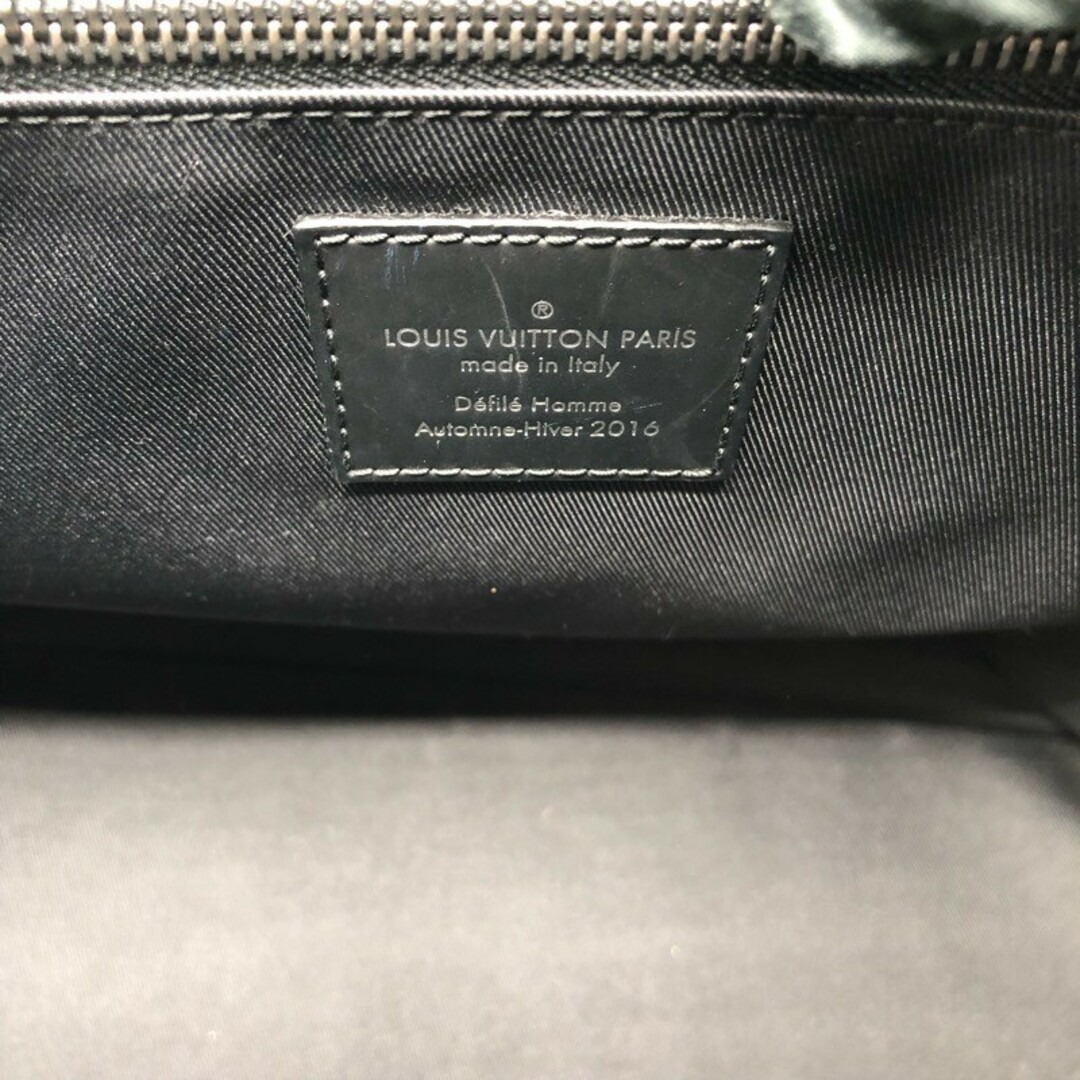 ®
LOUIS VUITTON PARIS
made in Italy
Défilé Homme
Automne-Hiver 2016